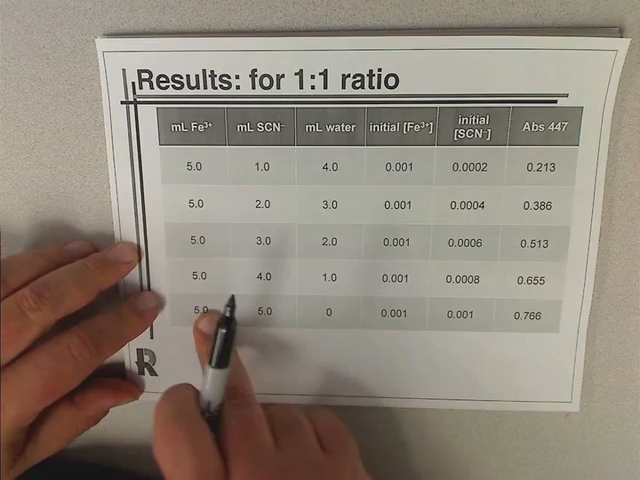 Results: for 1:1 ratio
mL Fe³⁺ mL SCN⁻ mL water initial [Fe³⁺] initial [SCN⁻] Abs 447
5.0 1.0 4.0 0.001 0.0002 0.213
5.0 2.0 3.0 0.001 0.0004 0.386
5.0 3.0 2.0 0.001 0.0006 0.513
5.0 4.0 1.0 0.001 0.0008 0.655
5.0 5.0 0 0.001 0.001 0.766
R